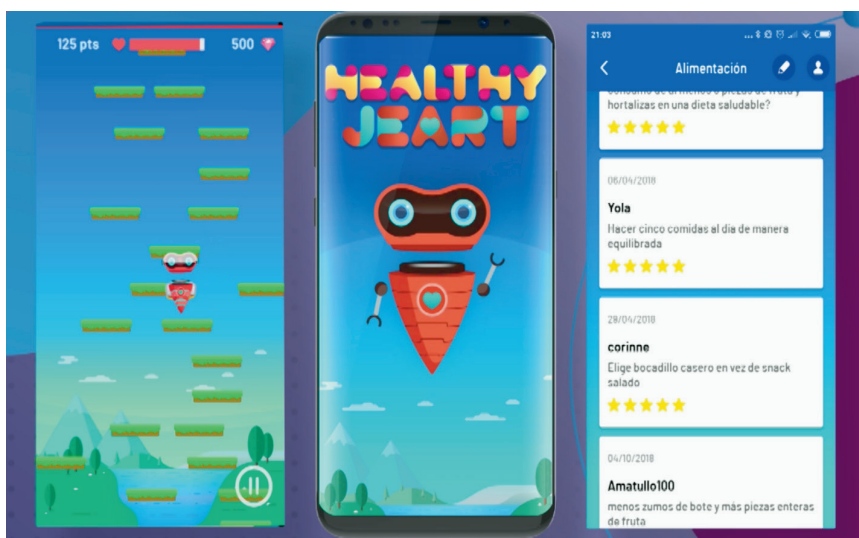 125 pts
500
HEALTHY
JEART
21:03
Alimentación
hortalizas en una dieta saludable?
06/04/2018
Yola
Hacer cinco comidas al día de manera
equilibrada
28/04/2018
corinne
Elige bocadillo casero en vez de snack
salado
04/10/2018
Amatullo100
menos zumos de bote y más piezas enteras
de fruta